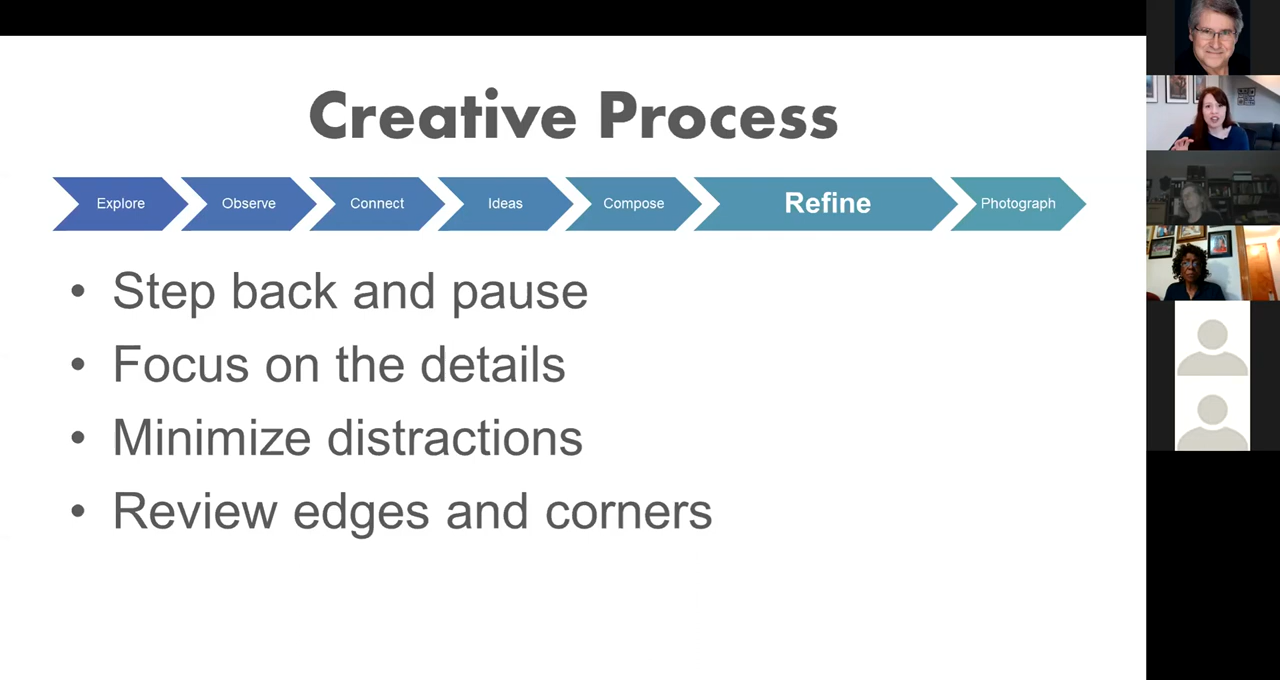 Creative Process
Explore
Observe
Connect
Ideas
Compose
Refine
Photograph
• Step back and pause
• Focus on the details
• Minimize distractions
• Review edges and corners